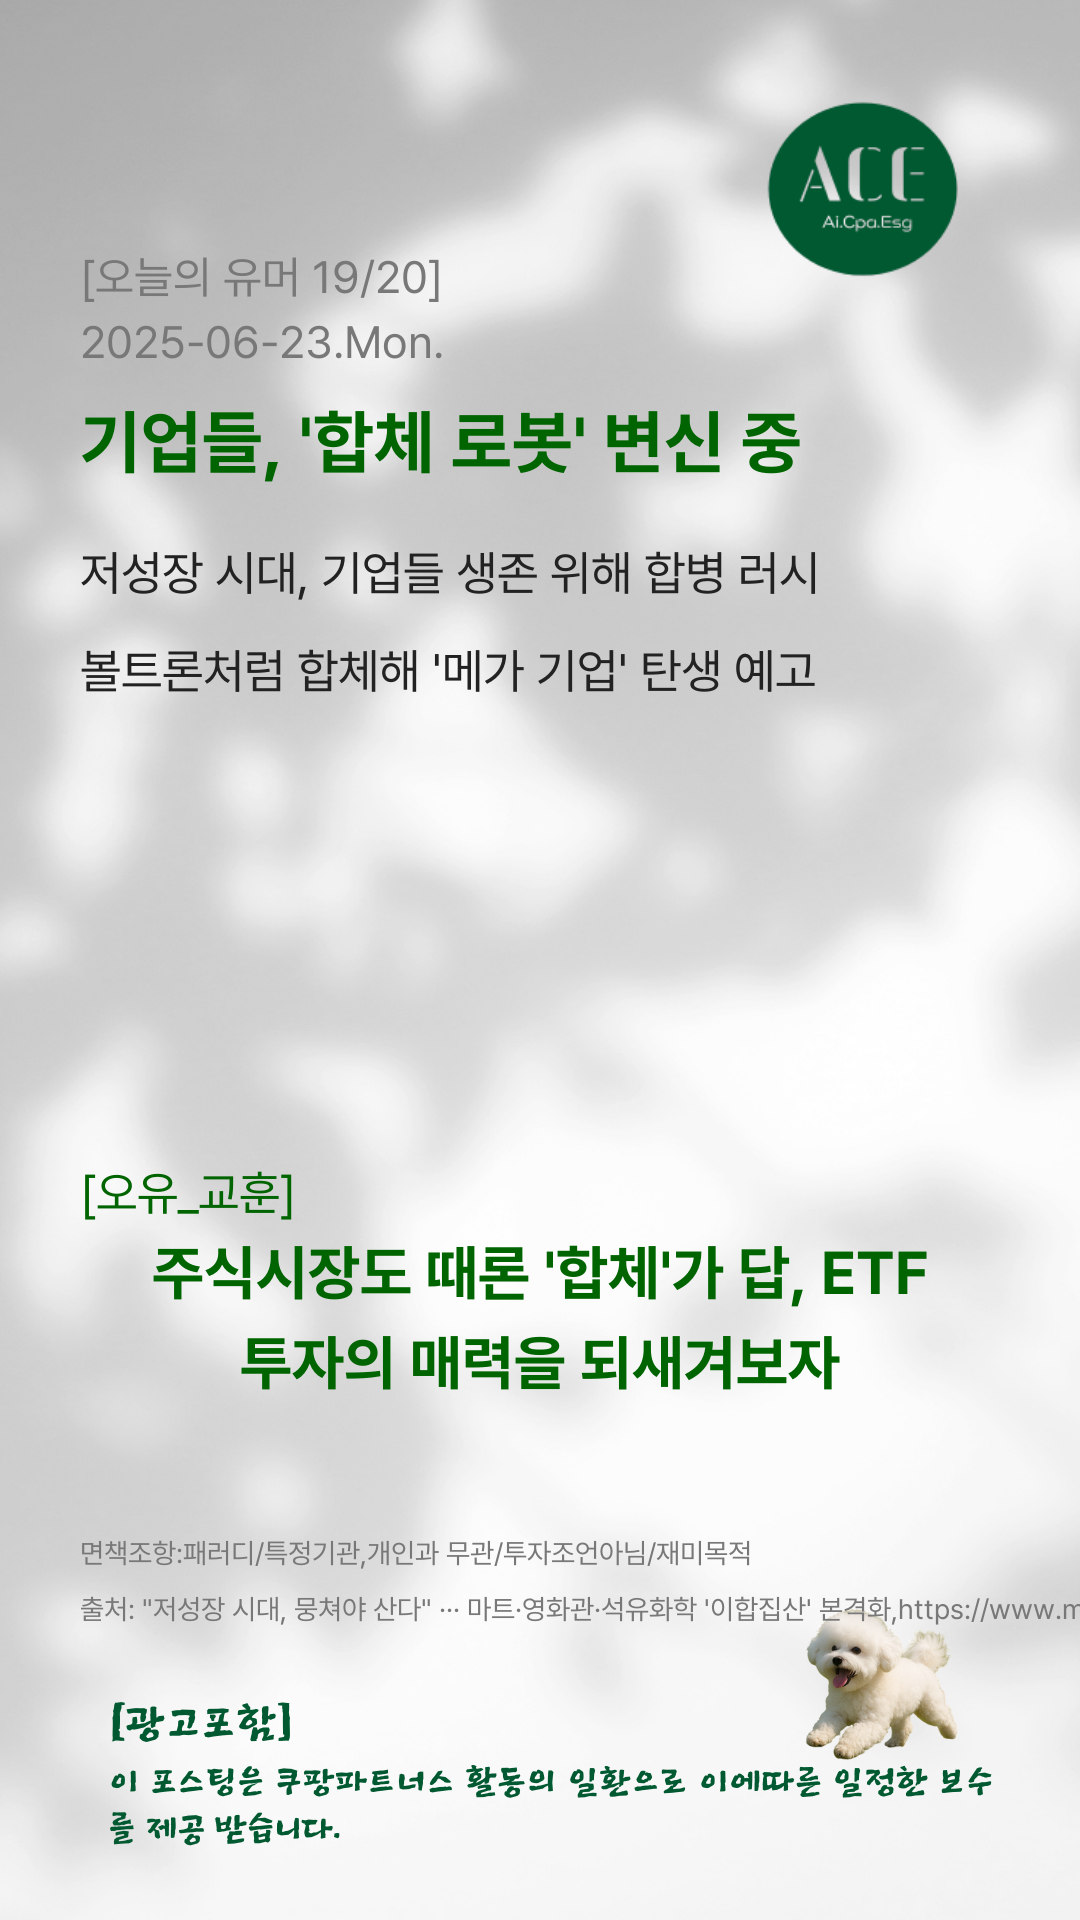 ACE
Ai.Cpa.Esg
[오늘의 유머 19/20]
2025-06-23.Mon.
기업들, '합체 로봇' 변신 중
저성장 시대, 기업들 생존 위해 합병 러시
볼트론처럼 합체해 '메가 기업' 탄생 예고
[오유_교훈]
주식시장도 때론 '합체'가 답, ETF
투자의 매력을 되새겨보자
면책조항:패러디/특정기관,개인과 무관/투자조언아님/재미목적
출처: "저성장 시대, 뭉쳐야 산다" ··· 마트·영화관·석유화학 '이합집산' 본격화,https://www.m
[광고포함]
이 포스팅은 쿠팡파트너스 활동의 일환으로 이에따른 일정한 보수
를 제공 받습니다.